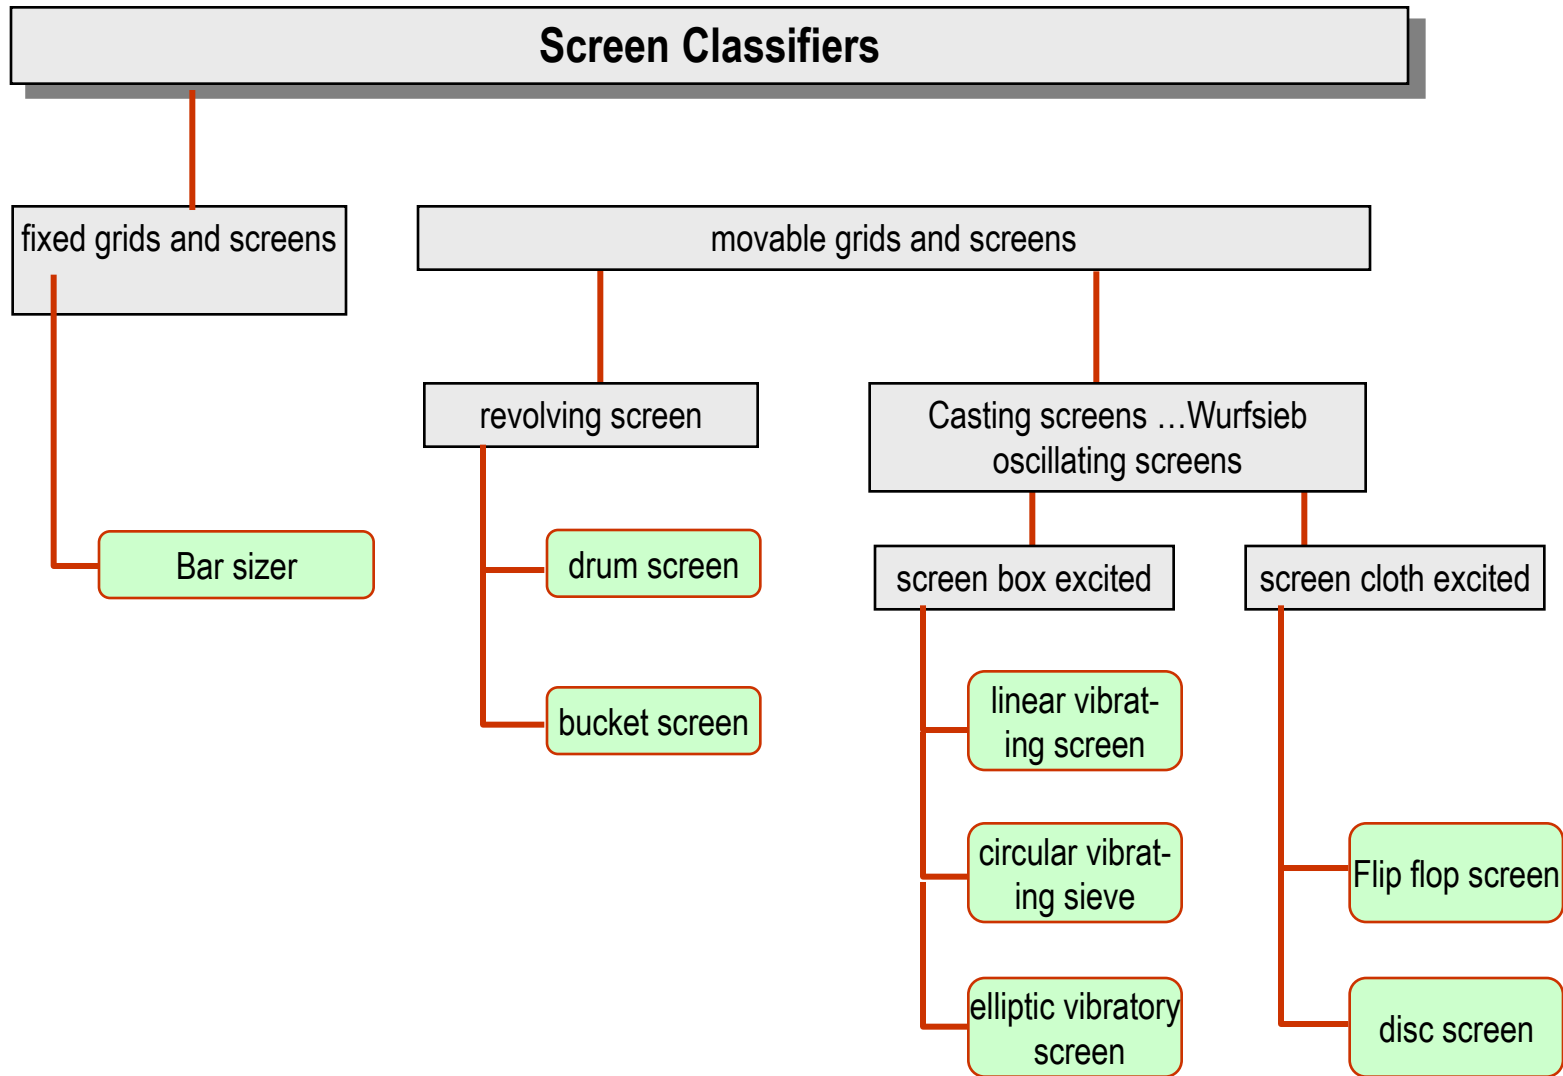 Screen Classifiers
fixed grids and screens
movable grids and screens
revolving screen
Casting screens …Wurfsieb
oscillating screens
Bar sizer
drum screen
screen box excited
screen cloth excited
bucket screen
linear vibrat-
ing screen
circular vibrat-
ing sieve
Flip flop screen
elliptic vibratory
screen
disc screen